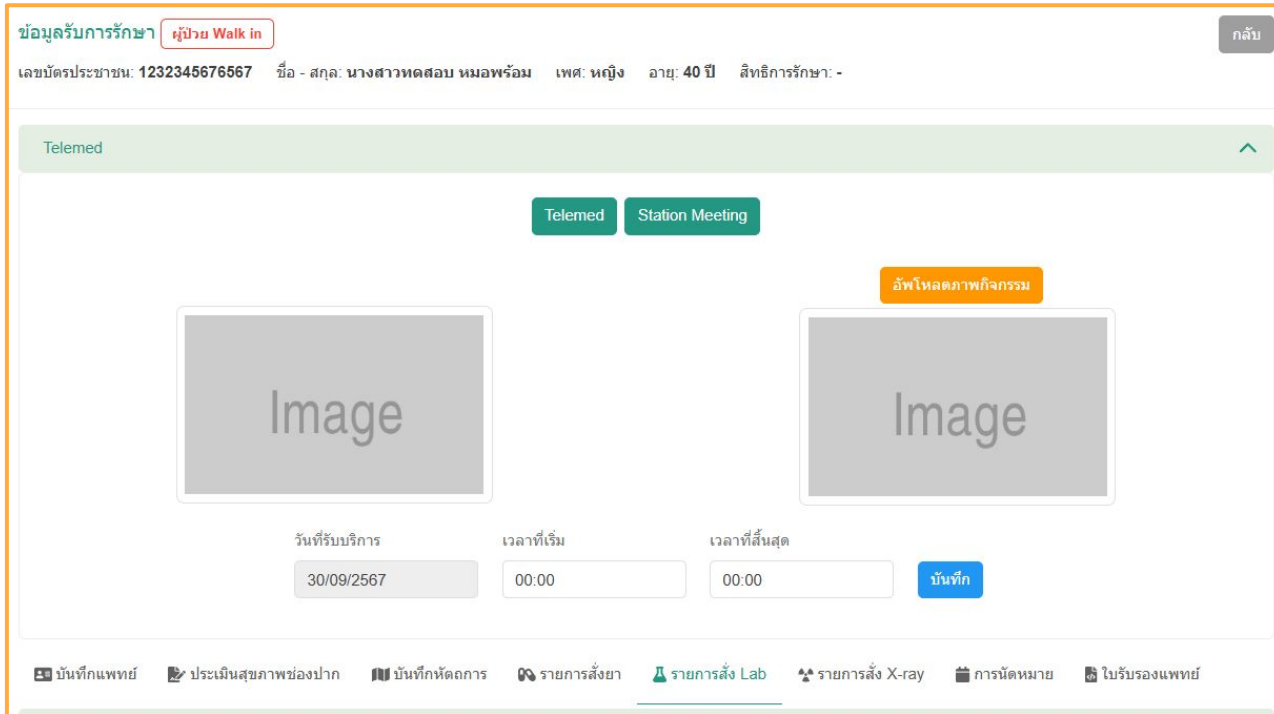 ข้อมูลรับการรักษา ผู้ป่วย Walk in กลับ
เลขบัตรประชาชน: 1232345676567 ชื่อ - สกุล: นางสาวทดสอบ หมอพร้อม เพศ: หญิง อายุ: 40 ปี สิทธิการรักษา: -
Telemed
Telemed Station Meeting
อัพโหลดภาพกิจกรรม
Image Image
วันที่รับบริการ เวลาที่เริ่ม เวลาที่สิ้นสุด
30/09/2567 00:00 00:00 บันทึก
บันทึกแพทย์ ประเมินสุขภาพช่องปาก บันทึกหัตถการ รายการสั่งยา รายการสั่ง Lab รายการสั่ง X-ray การนัดหมาย ใบรับรองแพทย์